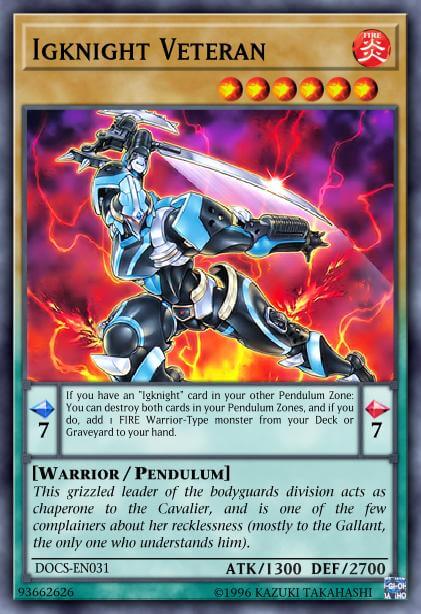 IGKNIGHT VETERAN
FIRE
炎
If you have an "Igknight" card in your other Pendulum Zone:
You can destroy both cards in your Pendulum Zones, and if you
do, add 1 FIRE Warrior-Type monster from your Deck or
Graveyard to your hand.
7
7
[WARRIOR / PENDULUM]
This grizzled leader of the bodyguards division acts as
chaperone to the Cavalier, and is one of the few
complainers about her recklessness (mostly to the Gallant,
the only one who understands him).
DOCS-EN031
ATK/1300 DEF/2700
93662626
©1996 KAZUKI TAKAHASHI